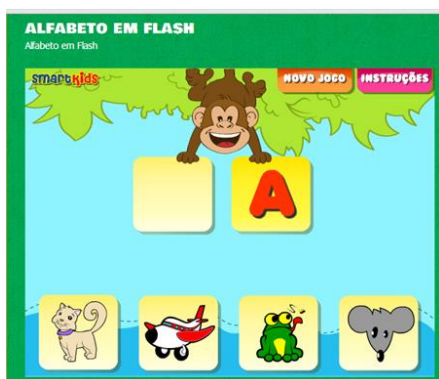 ALFABETO EM FLASH
Alfabeto em Flash
smartkids
NOVO JOGO
INSTRUÇÕES
A